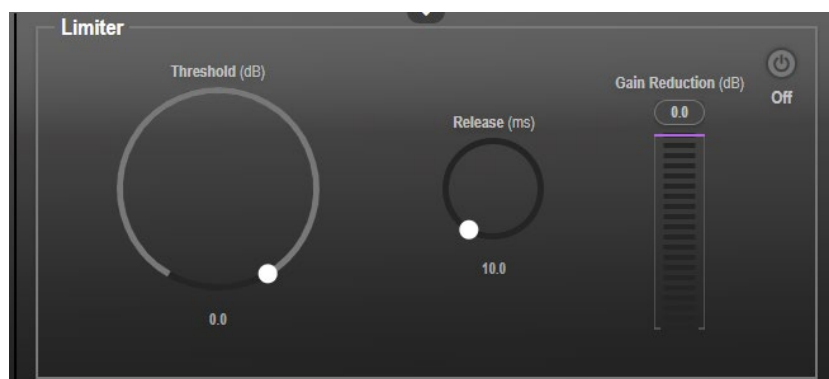 Limiter
Threshold (dB)
0.0
Release (ms)
10.0
Gain Reduction (dB)
0.0
Off